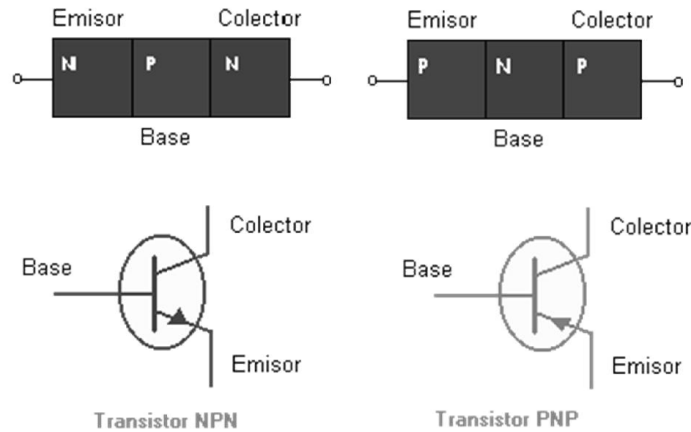 Emisor Colector Emisor Colector
N P N P N P
Base Base
Colector Colector
Base Base
Emisor Emisor
Transistor NPN Transistor PNP